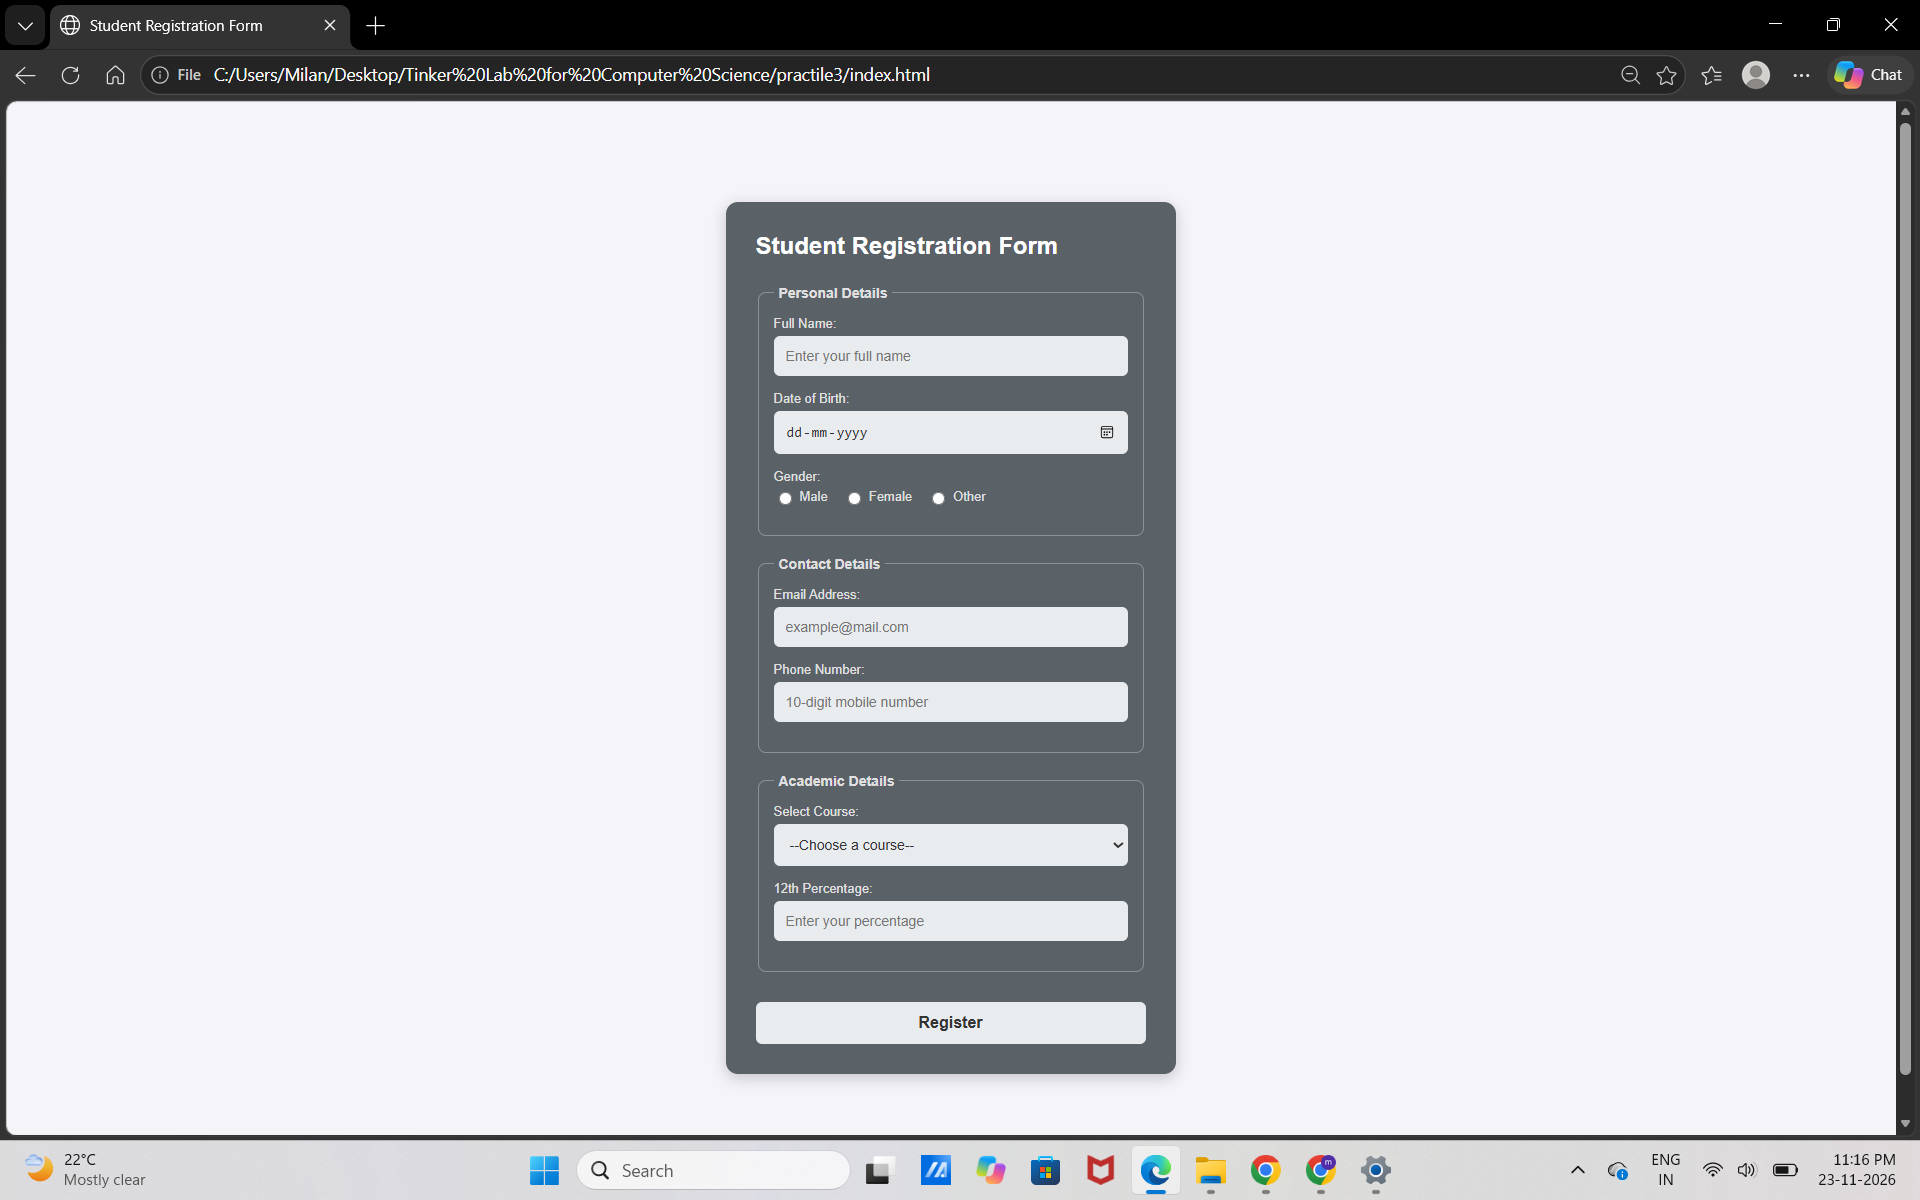 Student Registration Form
File C:/Users/Milan/Desktop/Tinker%20Lab%20for%20Computer%20Science/practile3/index.html
Chat
Student Registration Form
Personal Details
Full Name:
Enter your full name
Date of Birth:
dd-mm-yyyy
Gender:
Male Female Other
Contact Details
Email Address:
example@mail.com
Phone Number:
10-digit mobile number
Academic Details
Select Course:
--Choose a course--
12th Percentage:
Enter your percentage
Register
22°C
Mostly clear
Search
m
ENG
IN
11:16 PM
23-11-2026